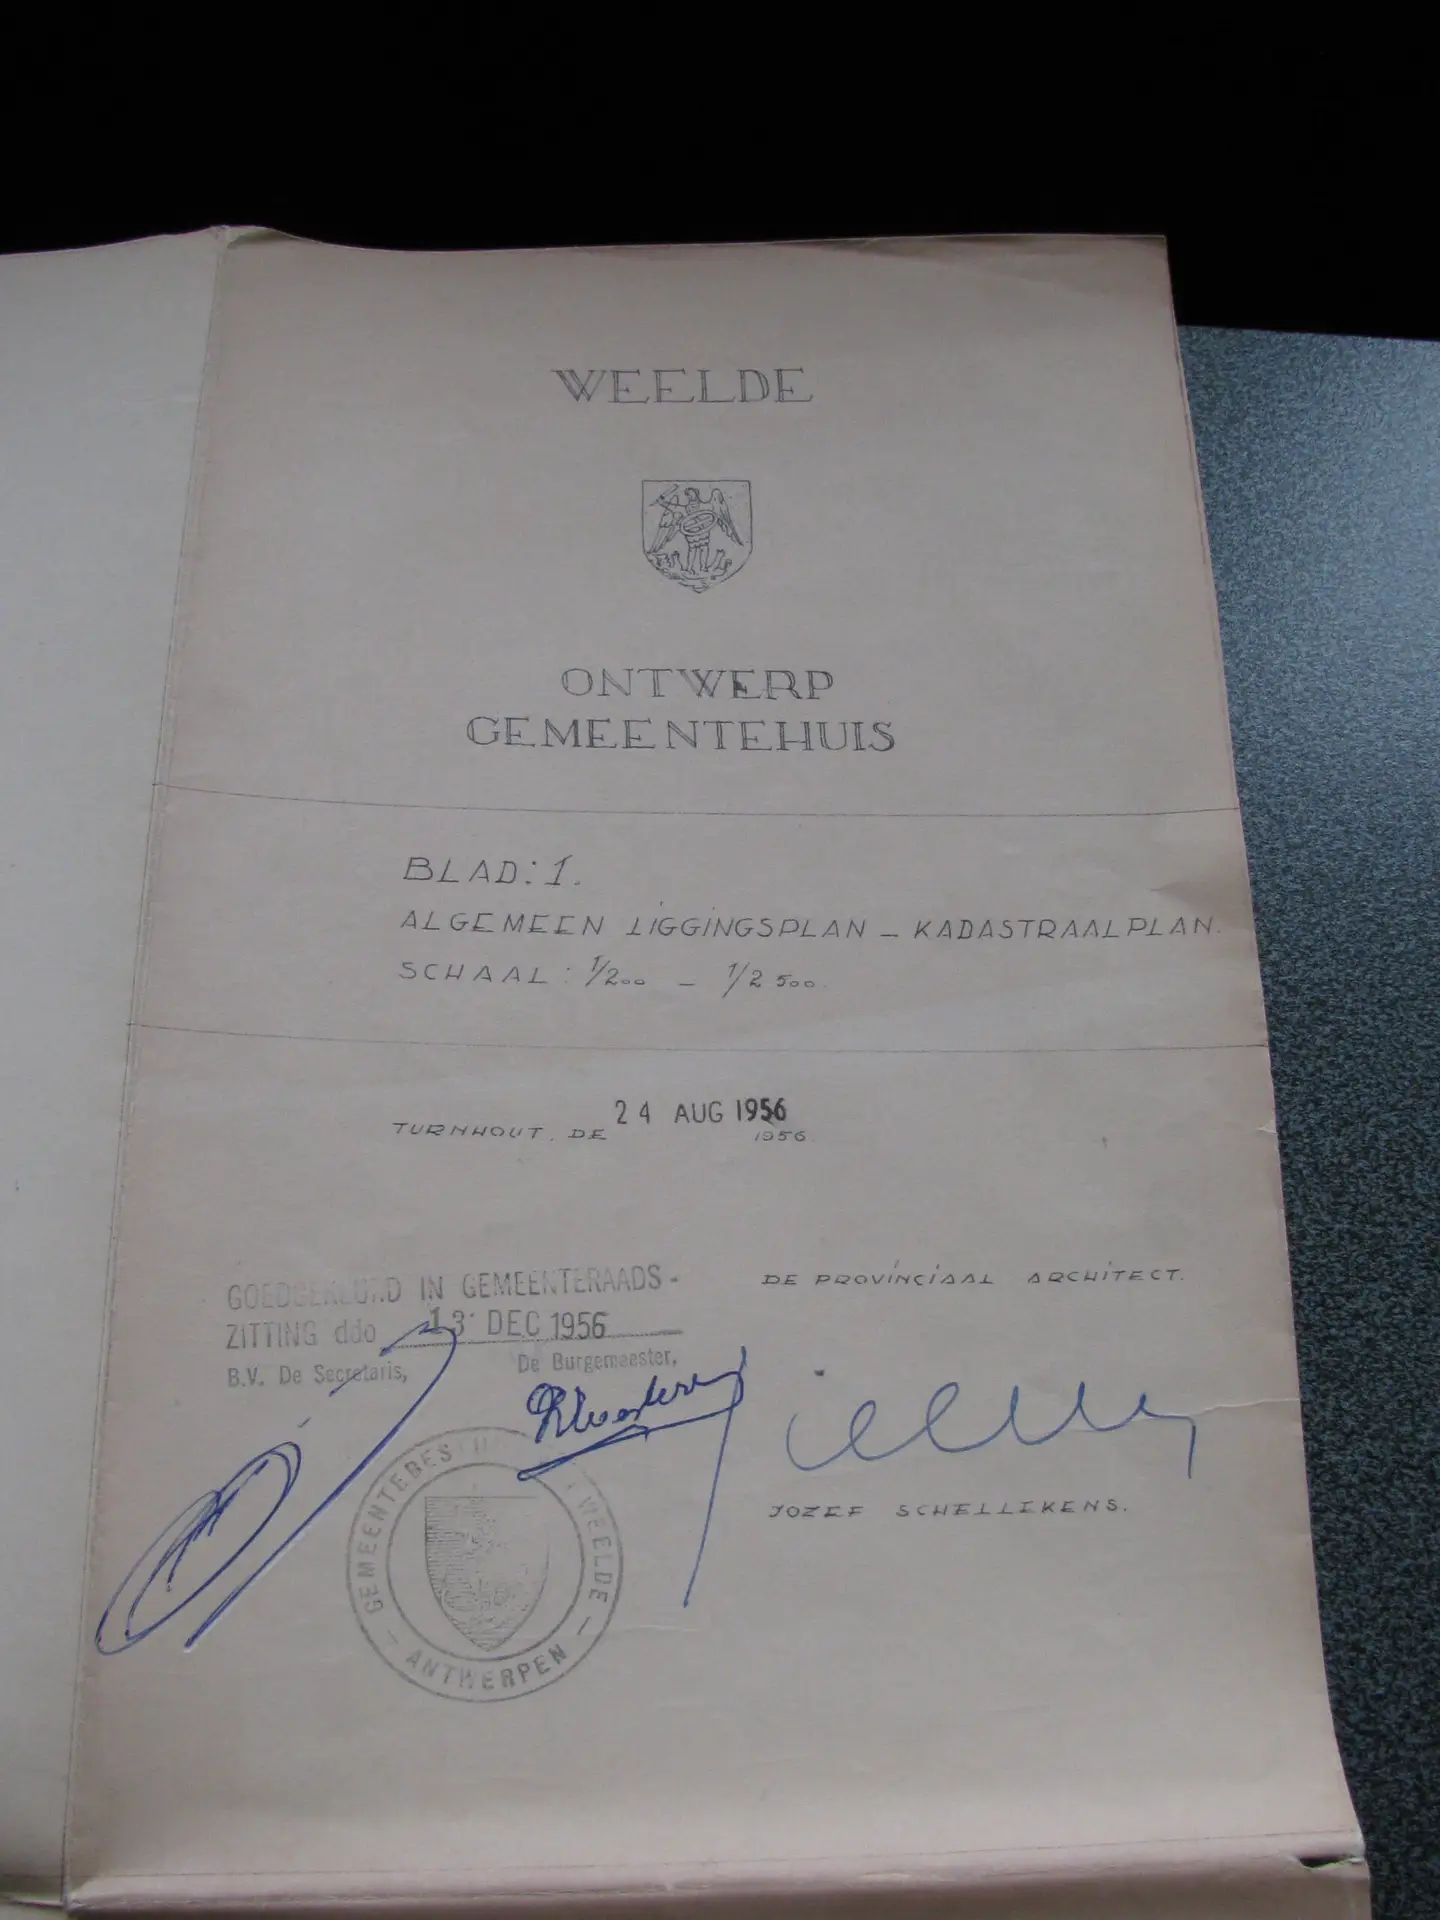 WEELDE
ONTWERP
GEMEENTEHUIS
BLAD: 1.
ALGEMEEN LIGGINGSPLAN - KADASTRAALPLAN.
SCHAAL: 1/200 - 1/2500.
TURNHOUT. DE 24 AUG 1956
1956
GOEDGEKEURD IN GEMEENTERAADS-
ZITTING ddo 13 DEC 1956
B.V. De Secretaris, De Burgemeester,
DE PROVINCIAAL ARCHITECT.
JOZEF SCHELLEKENS.
GEMEENTEBESTUUR WEELDE
- ANTWERPEN -